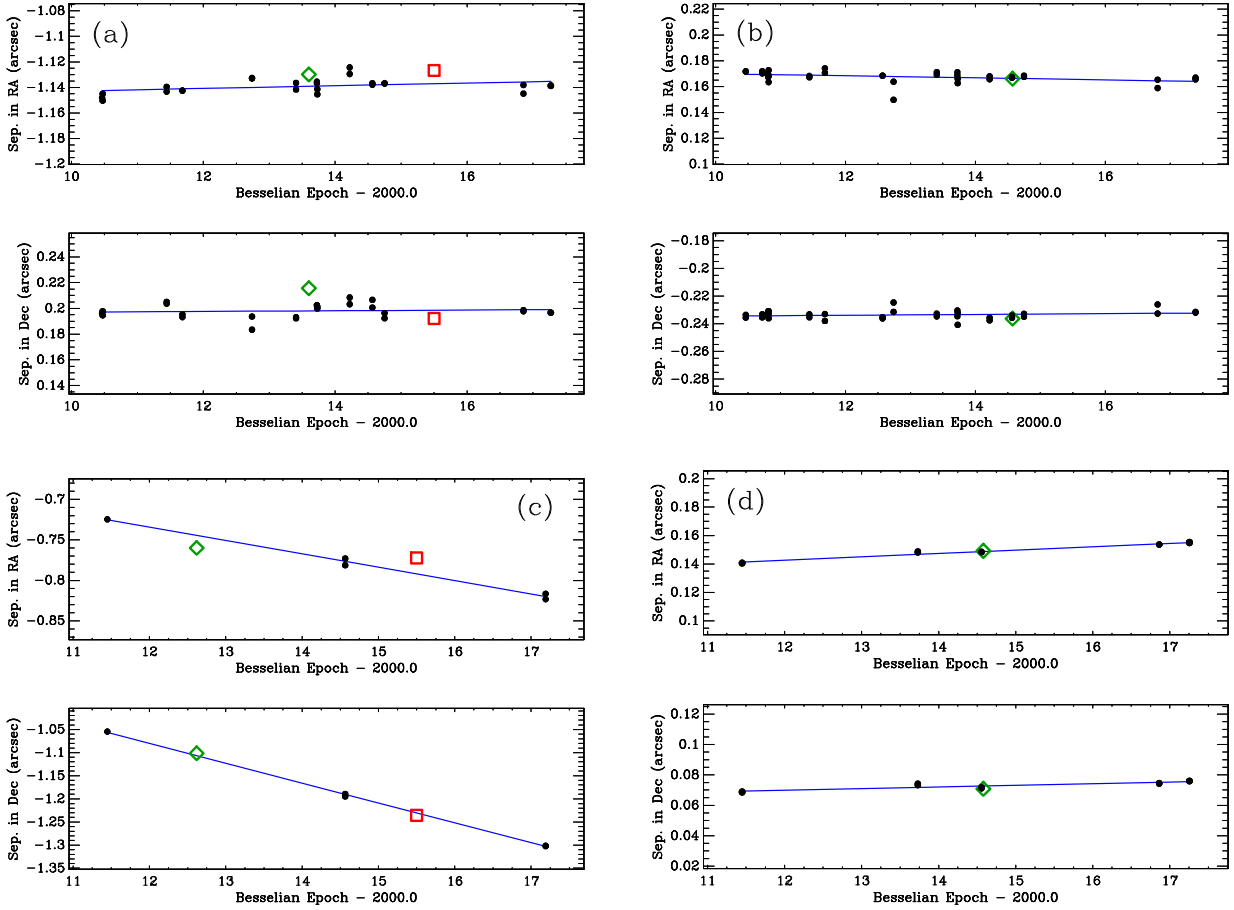 (a)
Sep. in RA (arcsec)
−1.08
−1.1
−1.12
−1.14
−1.16
−1.18
−1.2
10 12 14 16
Besselian Epoch − 2000.0
(b)
Sep. in RA (arcsec)
0.22
0.2
0.18
0.16
0.14
0.12
0.1
10 12 14 16
Besselian Epoch − 2000.0
Sep. in Dec (arcsec)
0.24
0.22
0.2
0.18
0.16
0.14
10 12 14 16
Besselian Epoch − 2000.0
Sep. in Dec (arcsec)
−0.18
−0.2
−0.22
−0.24
−0.26
−0.28
10 12 14 16
Besselian Epoch − 2000.0
(c)
Sep. in RA (arcsec)
−0.7
−0.75
−0.8
−0.85
11 12 13 14 15 16 17
Besselian Epoch − 2000.0
(d)
Sep. in RA (arcsec)
0.2
0.18
0.16
0.14
0.12
0.1
11 12 13 14 15 16 17
Besselian Epoch − 2000.0
Sep. in Dec (arcsec)
−1.05
−1.1
−1.15
−1.2
−1.25
−1.3
−1.35
11 12 13 14 15 16 17
Besselian Epoch − 2000.0
Sep. in Dec (arcsec)
0.12
0.1
0.08
0.06
0.04
0.02
11 12 13 14 15 16 17
Besselian Epoch − 2000.0